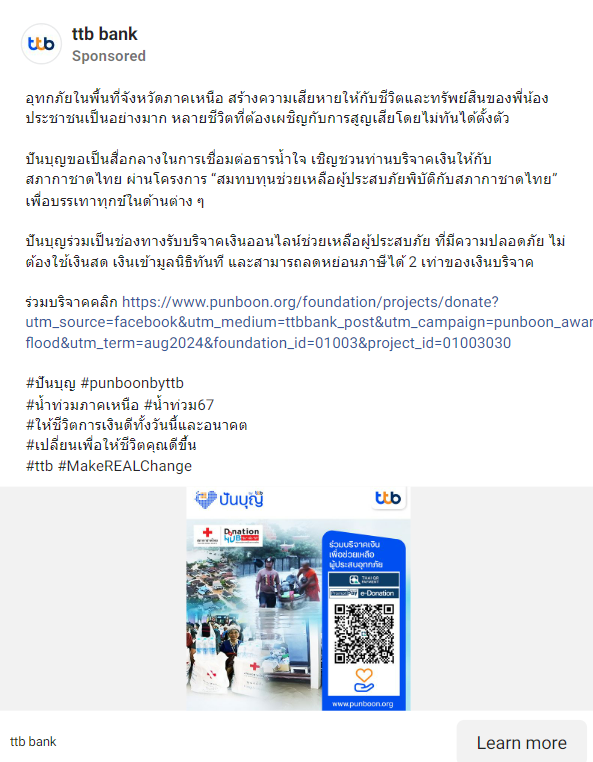 ttb bank
Sponsored
อุทกภัยในพื้นที่จังหวัดภาคเหนือ สร้างความเสียหายให้กับชีวิตและทรัพย์สินของพี่น้อง
ประชาชนเป็นอย่างมาก หลายชีวิตที่ต้องเผชิญกับการสูญเสียโดยไม่ทันได้ตั้งตัว
ปันบุญขอเป็นสื่อกลางในการเชื่อมต่อธารน้ำใจ เชิญชวนท่านบริจาคเงินให้กับ
สภากาชาดไทย ผ่านโครงการ “สมทบทุนช่วยเหลือผู้ประสบภัยพิบัติกับสภากาชาดไทย”
เพื่อบรรเทาทุกข์ในด้านต่าง ๆ
ปันบุญร่วมเป็นช่องทางรับบริจาคเงินออนไลน์ช่วยเหลือผู้ประสบภัย ที่มีความปลอดภัย ไม่
ต้องใช้เงินสด เงินเข้ามูลนิธิทันที และสามารถลดหย่อนภาษีได้ 2 เท่าของเงินบริจาค
ร่วมบริจาคคลิก https://www.punboon.org/foundation/projects/donate?
utm_source=facebook&utm_medium=ttbbank_post&utm_campaign=punboon_awar
flood&utm_term=aug2024&foundation_id=01003&project_id=01003030
#ปันบุญ #punboonbyttb
#น้ำท่วมภาคเหนือ #น้ำท่วม67
#ให้ชีวิตการเงินดีทั้งวันนี้และอนาคต
#เปลี่ยนเพื่อให้ชีวิตคุณดีขึ้น
#ttb #MakeREALChange
ปันบุญ
ttb
ttb
สภากาชาดไทย
Donation
HUB
ร่วมบริจาคเงิน
เพื่อช่วยเหลือ
ผู้ประสบอุทกภัย
THAI QR
PAYMENT
PromptPay e-Donation
www.punboon.org
ttb bank
Learn more